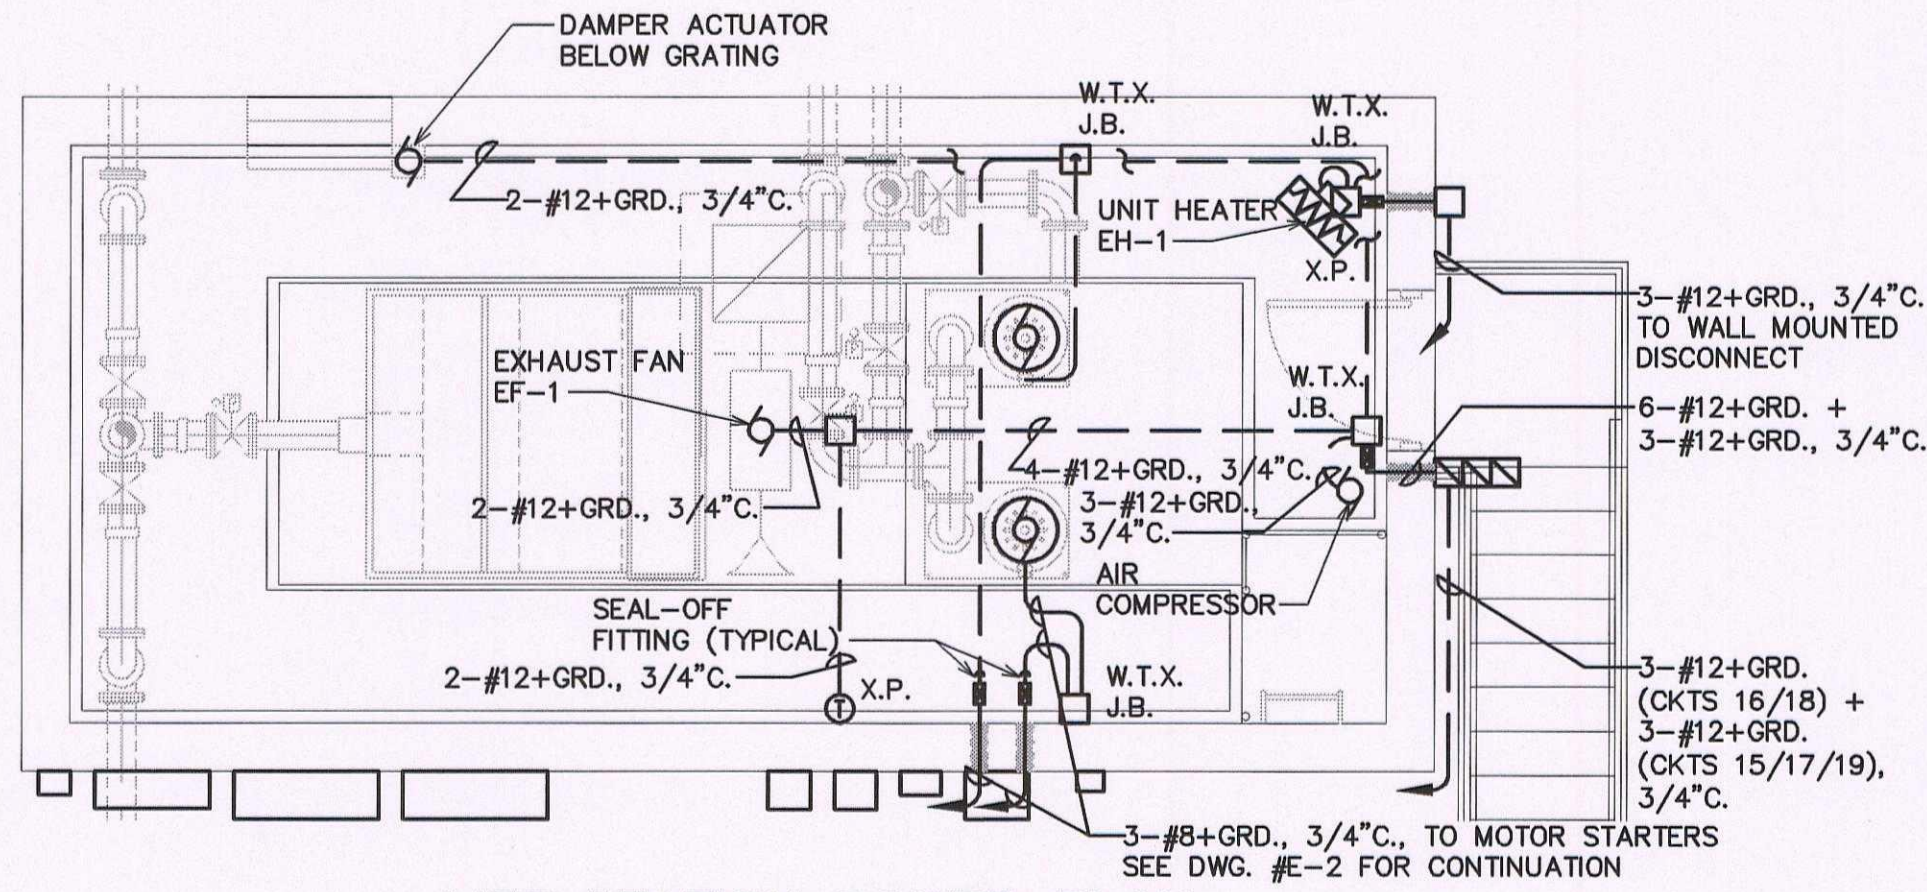 DAMPER ACTUATOR
BELOW GRATING
W.T.X.
J.B.
W.T.X.
J.B.
2-#12+GRD., 3/4"C.
UNIT HEATER
EH-1
X.P.
3-#12+GRD., 3/4"C.
TO WALL MOUNTED
DISCONNECT
EXHAUST FAN
EF-1
W.T.X.
J.B.
6-#12+GRD. +
3-#12+GRD., 3/4"C.
4-#12+GRD., 3/4"C.
2-#12+GRD., 3/4"C.
3-#12+GRD.,
3/4"C.
AIR
COMPRESSOR
SEAL-OFF
FITTING (TYPICAL)
2-#12+GRD., 3/4"C.
T
X.P.
W.T.X.
J.B.
3-#12+GRD.
(CKTS 16/18) +
3-#12+GRD.
(CKTS 15/17/19),
3/4"C.
3-#8+GRD., 3/4"C., TO MOTOR STARTERS
SEE DWG. #E-2 FOR CONTINUATION